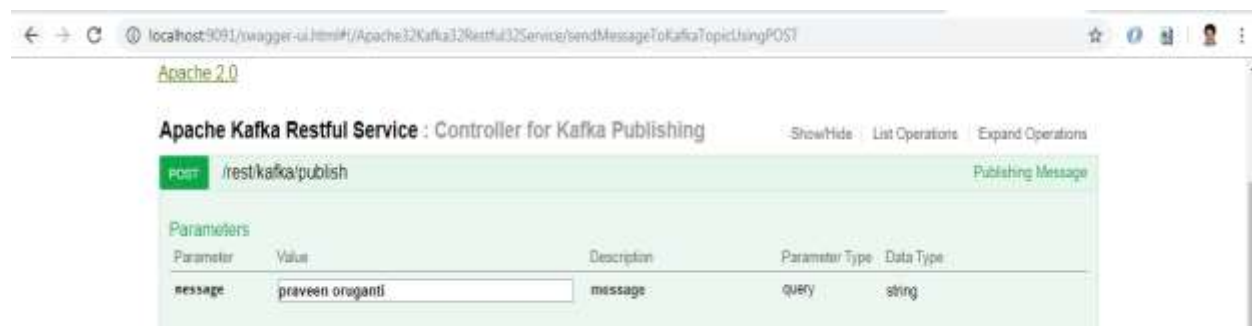 localhost:9091/swagger-ui.html#!/Apache32Kafka32Restful32Service/sendMessageToKafkaTopicUsingPOST
Apache 2.0
Apache Kafka Restful Service : Controller for Kafka Publishing Show/Hide List Operations Expand Operations
POST /rest/kafka/publish Publishing Message
Parameters
Parameter Value Description Parameter Type Data Type
message praveen oruganti message query string